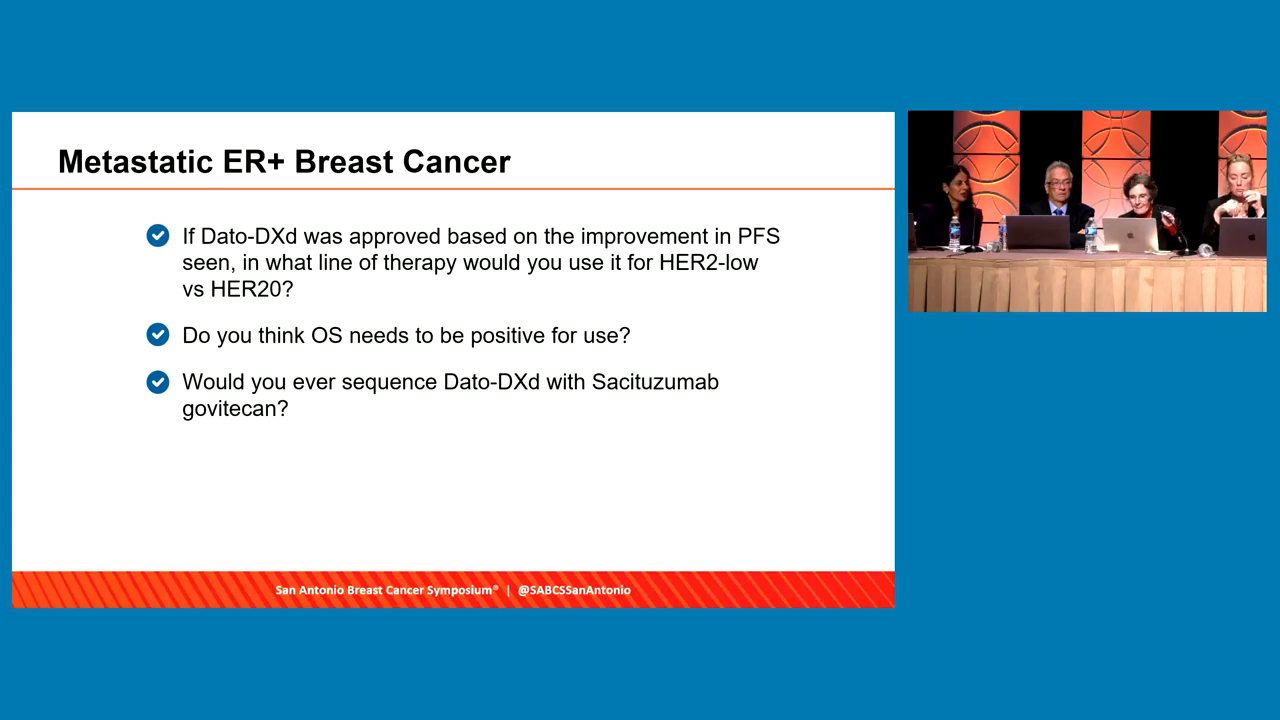 Metastatic ER+ Breast Cancer
If Dato-DXd was approved based on the improvement in PFS
seen, in what line of therapy would you use it for HER2-low
vs HER20?
Do you think OS needs to be positive for use?
Would you ever sequence Dato-DXd with Sacituzumab
govitecan?
San Antonio Breast Cancer Symposium® | @SABCSSanAntonio